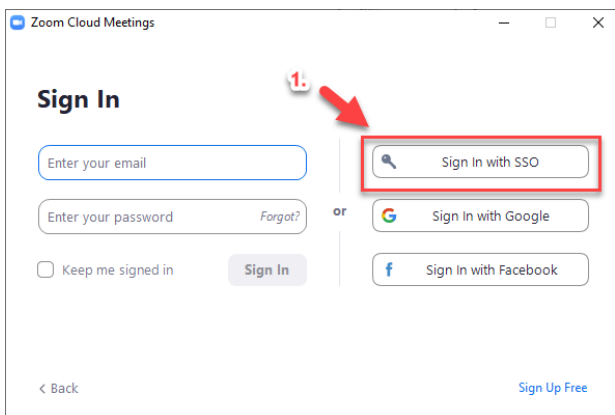 Zoom Cloud Meetings
1.
Sign In
Enter your email
Enter your password
Forgot?
Keep me signed in
Sign In
or
Sign In with SSO
Sign In with Google
Sign In with Facebook
< Back
Sign Up Free